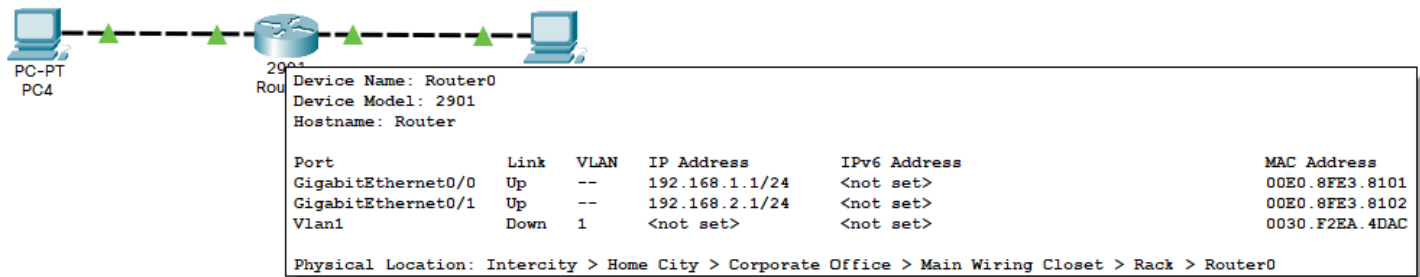 PC-PT
PC4
2901
Rou
Device Name: Router0
Device Model: 2901
Hostname: Router
Port Link VLAN IP Address IPv6 Address MAC Address
GigabitEthernet0/0 Up -- 192.168.1.1/24 <not set> 00E0.8FE3.8101
GigabitEthernet0/1 Up -- 192.168.2.1/24 <not set> 00E0.8FE3.8102
Vlan1 Down 1 <not set> <not set> 0030.F2EA.4DAC
Physical Location: Intercity > Home City > Corporate Office > Main Wiring Closet > Rack > Router0